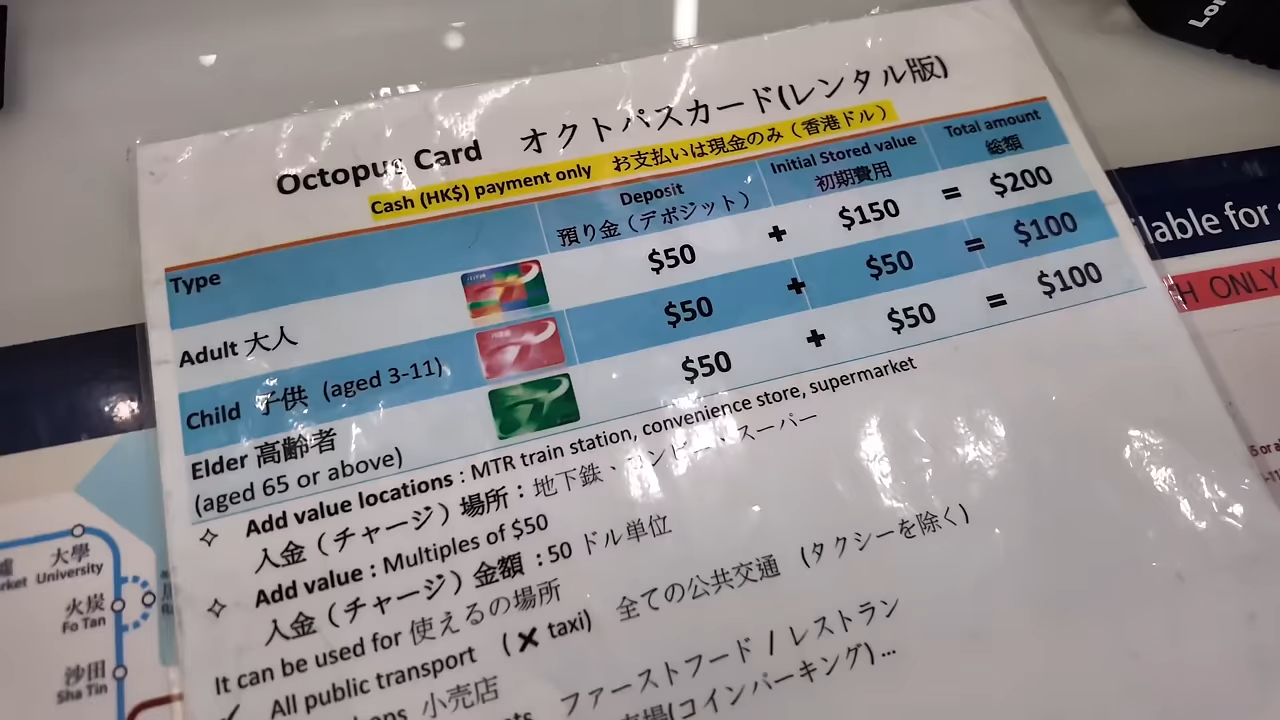 Octopus Card オクトパスカード(レンタル版)
Cash (HK$) payment only お支払いは現金のみ（香港ドル）
Type Deposit Initial Stored value Total amount
預り金（デポジット） 初期費用 総額
Adult 大人 $50 + $150 = $200
Child 子供 (aged 3-11) $50 + $50 = $100
Elder 高齢者 $50 + $50 = $100
(aged 65 or above)
✧ Add value locations : MTR train station, convenience store, supermarket
入金（チャージ）場所：地下鉄、コンビニ、スーパー
✧ Add value : Multiples of $50
入金（チャージ）金額 : 50 ドル単位
It can be used for 使えるの場所
✓ All public transport (✖ taxi) 全ての公共交通 (タクシーを除く)
小売店
ファーストフード / レストラン
(コインパーキング) ...
lable for
ONLY
大學
University
火炭
Fo Tan
沙田
Sha Tin